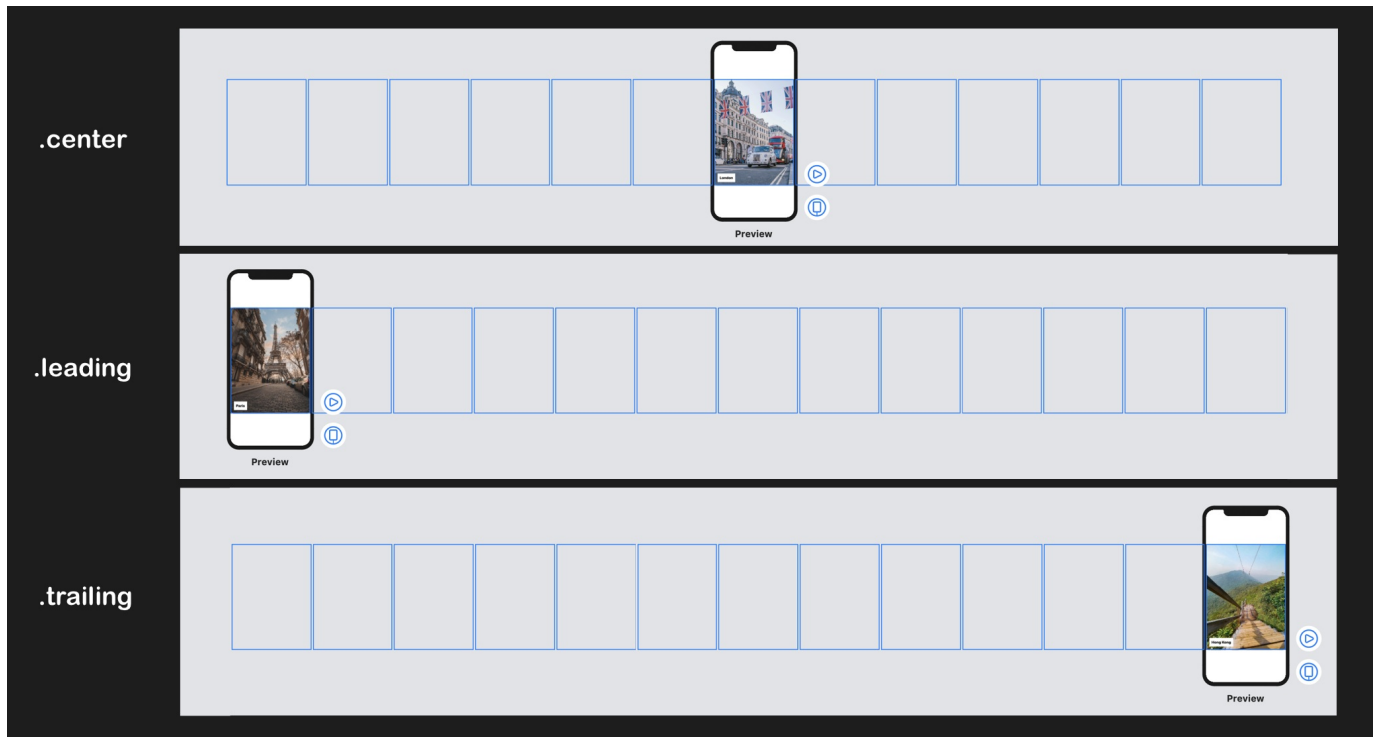 .center
London
Preview
.leading
Paris
Preview
.trailing
Hong Kong
Preview